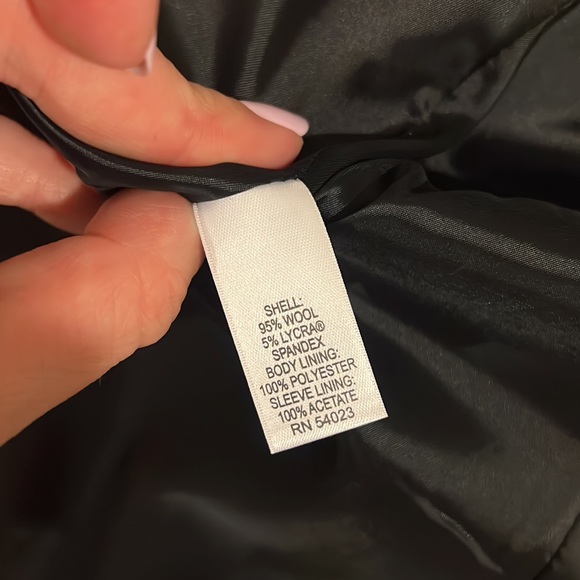 SHELL:
95% WOOL
5% LYCRA®
SPANDEX
BODY LINING:
100% POLYESTER
SLEEVE LINING:
100% ACETATE
RN 54023